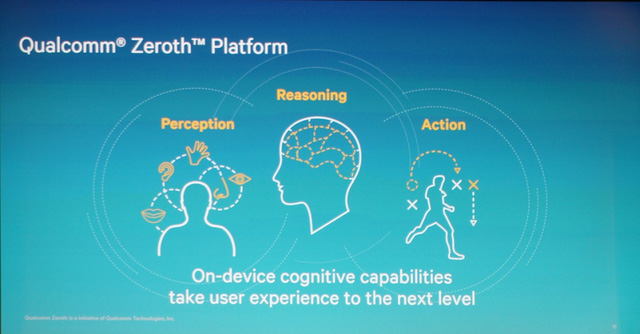 Qualcomm® Zeroth™ Platform
Reasoning
Perception
Action
On-device cognitive capabilities
take user experience to the next level
Qualcomm Zeroth is a initiative of Qualcomm Technologies, Inc.